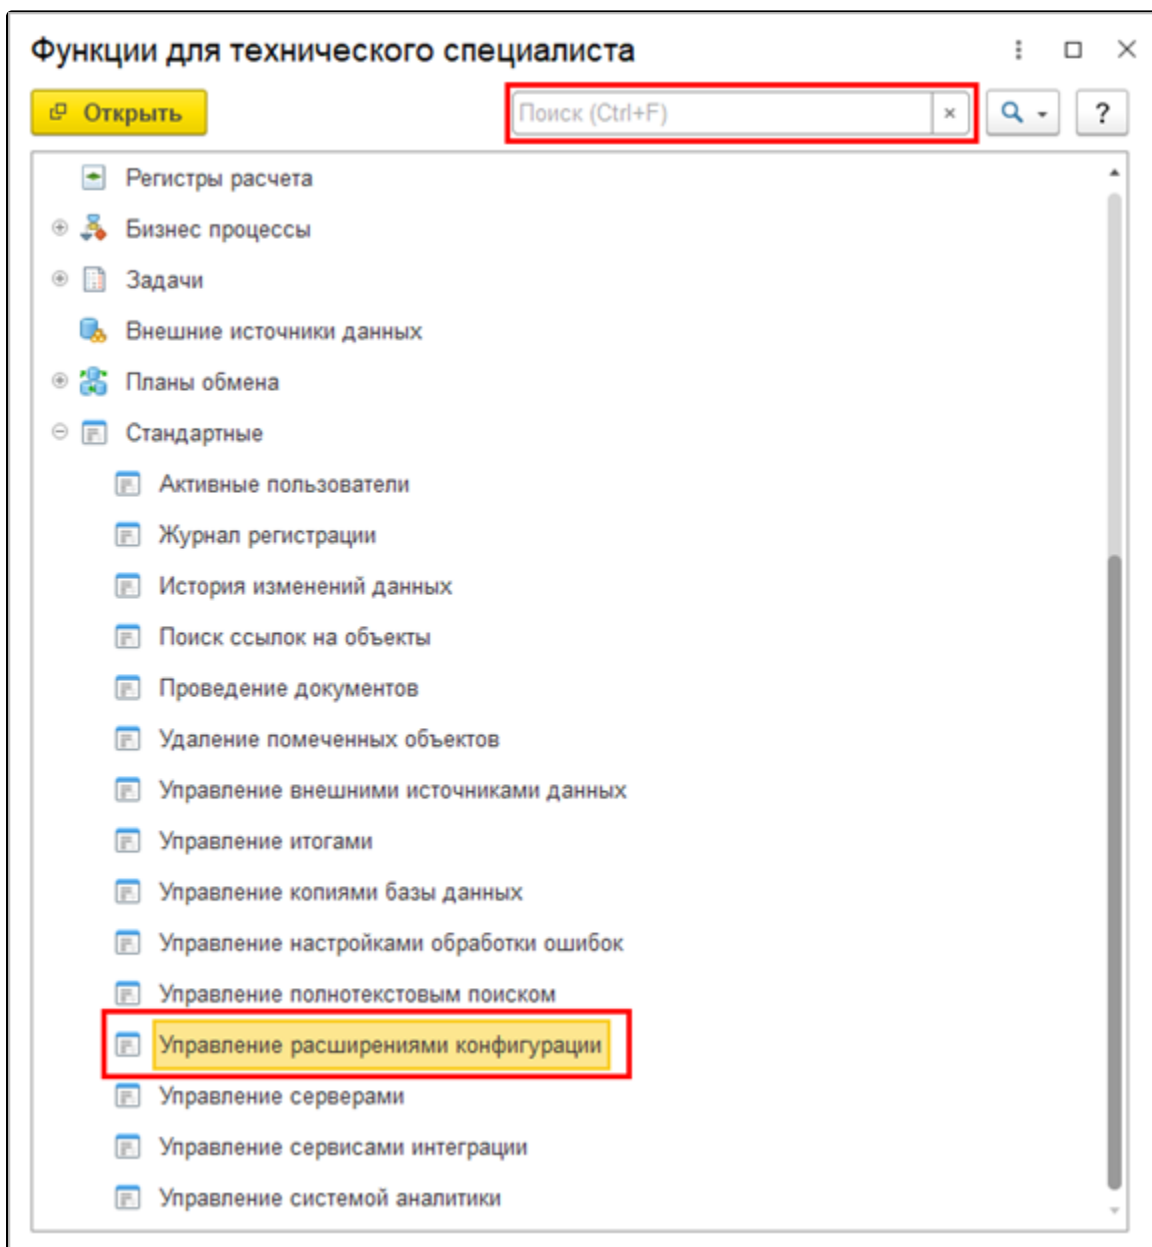 Функции для технического специалиста
Открыть
Поиск (Ctrl+F)
?
Регистры расчета
Бизнес процессы
Задачи
Внешние источники данных
Планы обмена
Стандартные
Активные пользователи
Журнал регистрации
История изменений данных
Поиск ссылок на объекты
Проведение документов
Удаление помеченных объектов
Управление внешними источниками данных
Управление итогами
Управление копиями базы данных
Управление настройками обработки ошибок
Управление полнотекстовым поиском
Управление расширениями конфигурации
Управление серверами
Управление сервисами интеграции
Управление системой аналитики